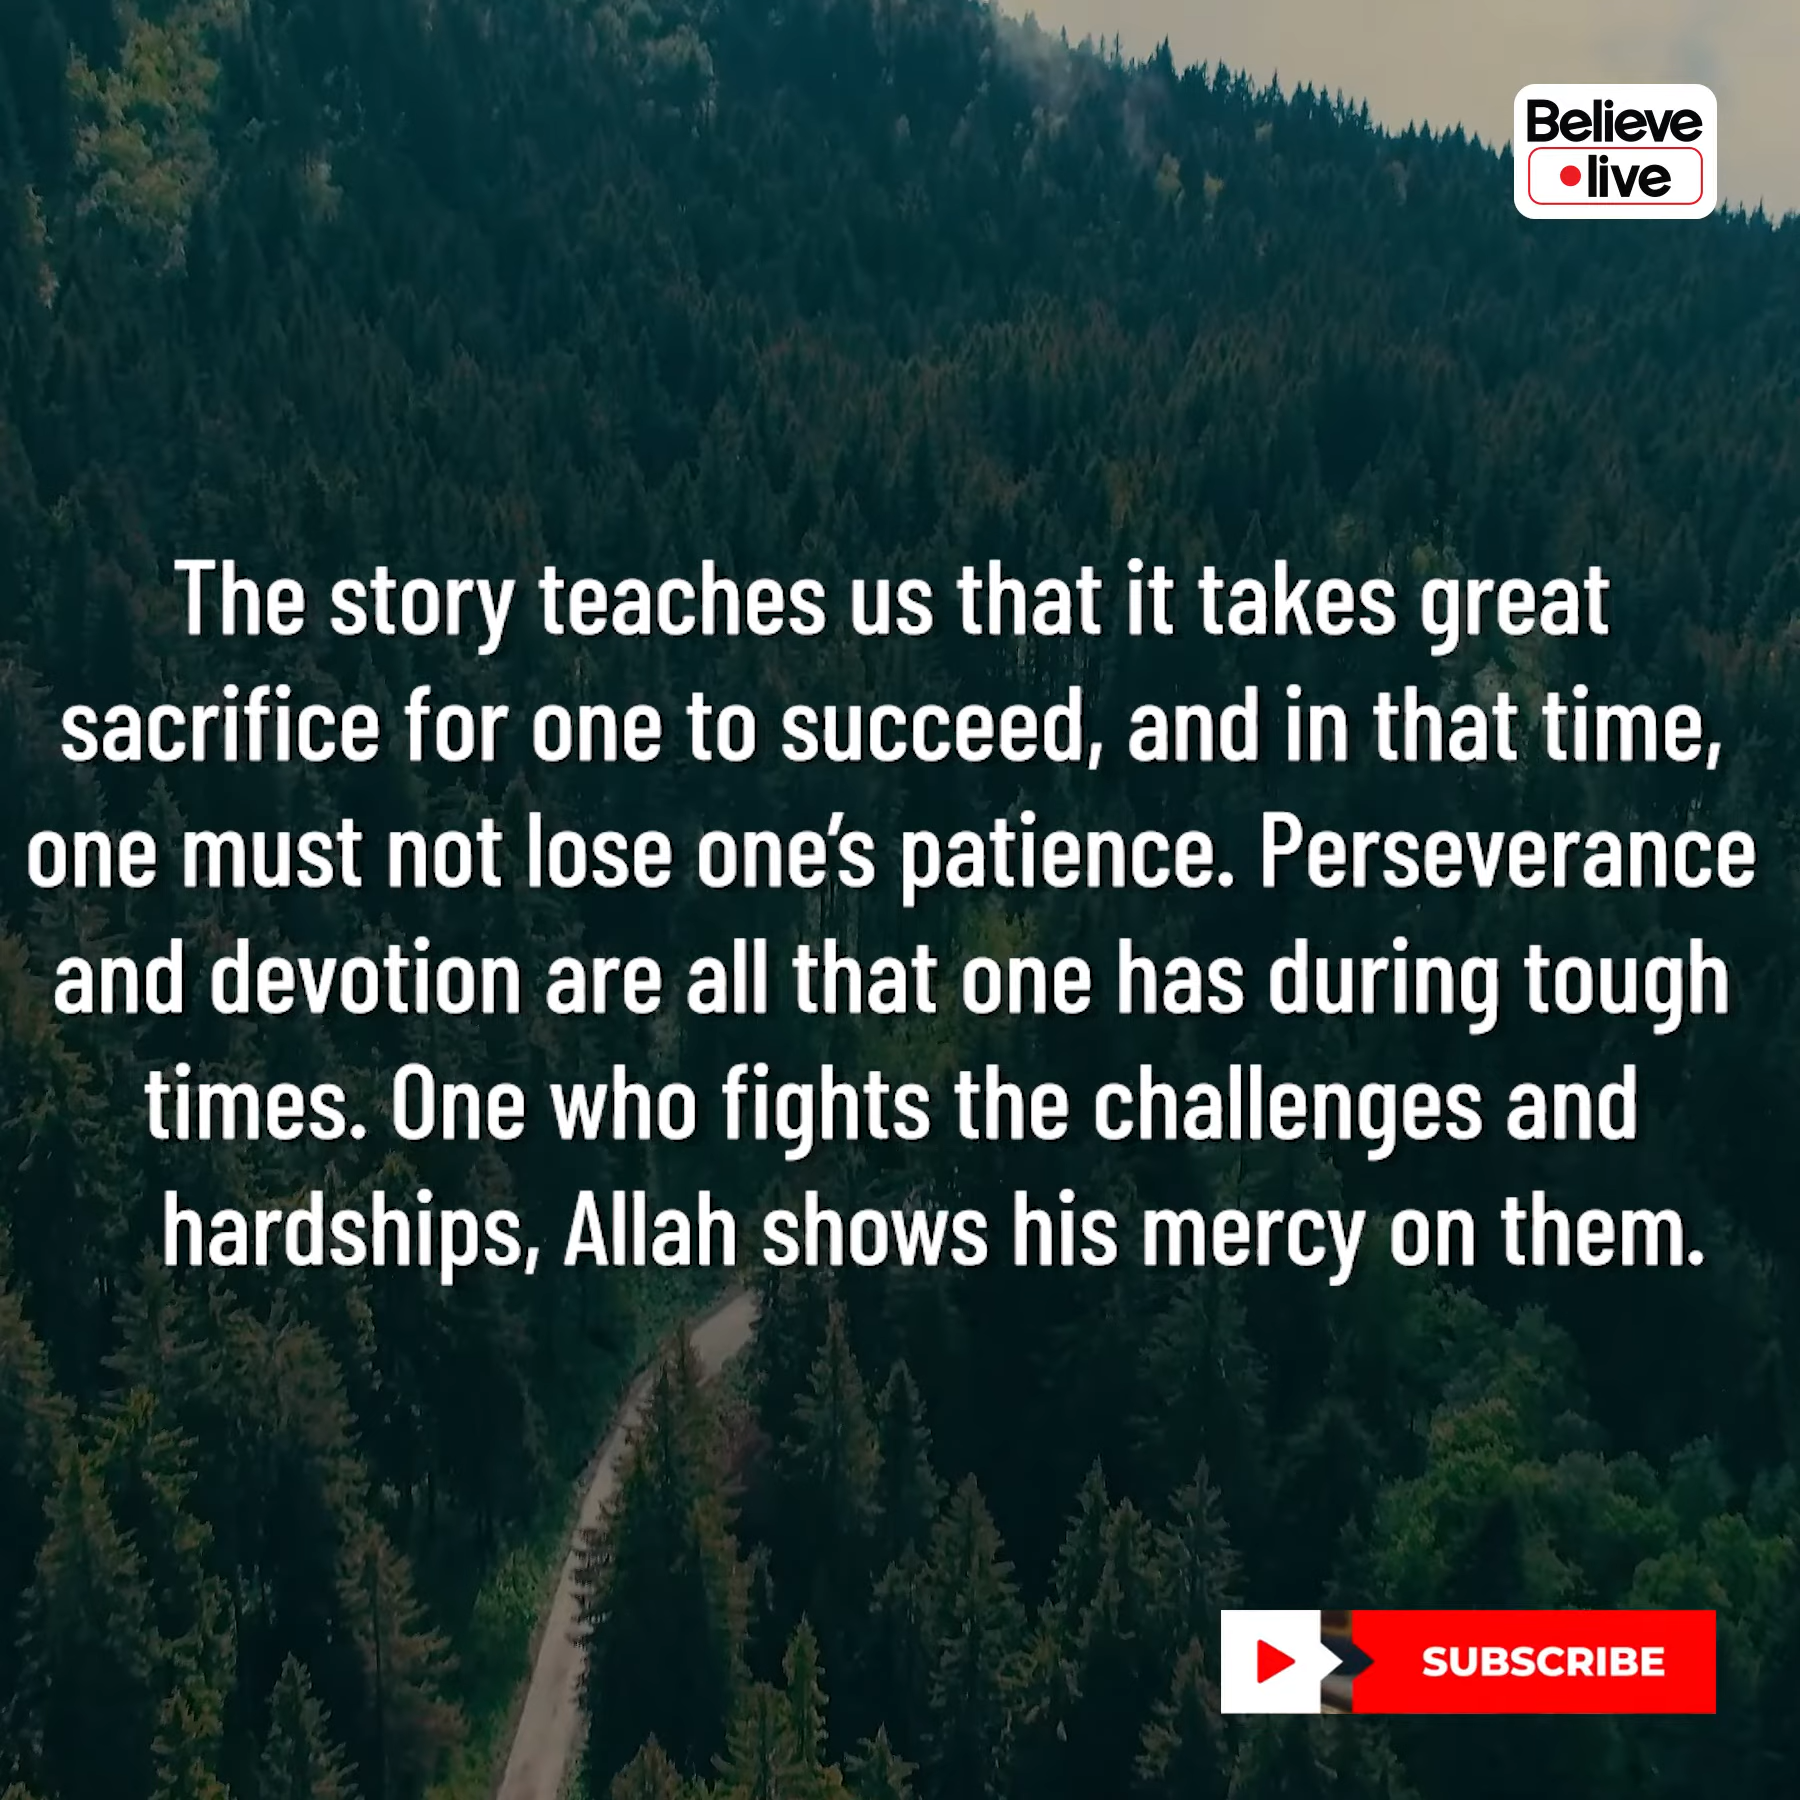 Believe
live
The story teaches us that it takes great
sacrifice for one to succeed, and in that time,
one must not lose one’s patience. Perseverance
and devotion are all that one has during tough
times. One who fights the challenges and
hardships, Allah shows his mercy on them.
SUBSCRIBE